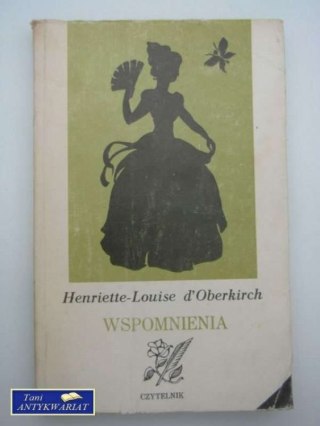 Henriette-Louise d'Oberkirch
WSPOMNIENIA
CZYTELNIK
Tani
ANTYKWARIAT